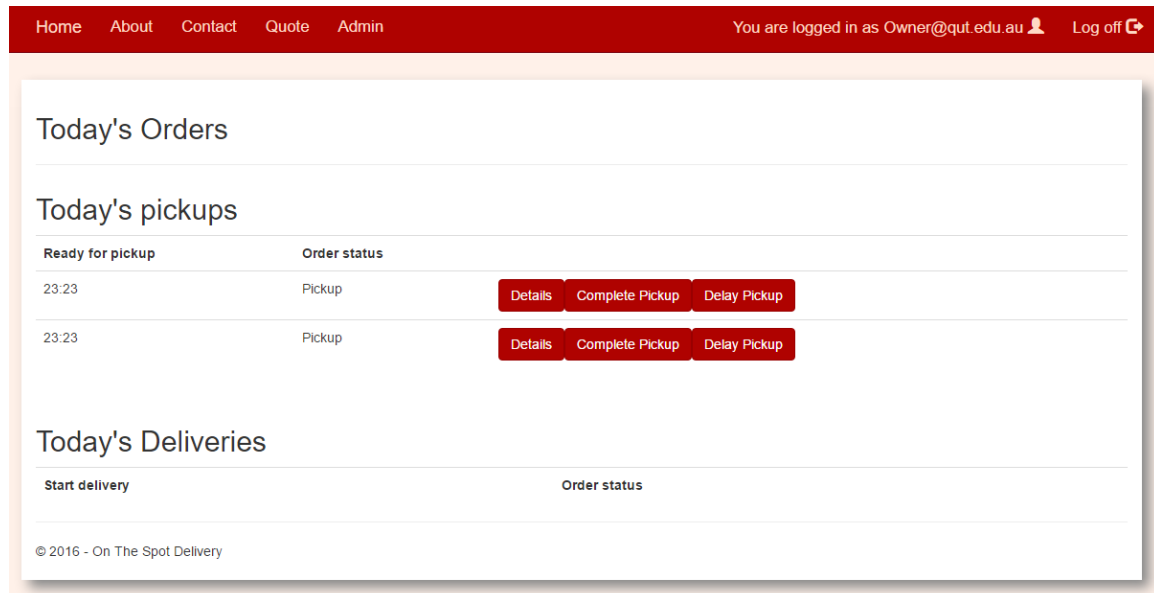 Home About Contact Quote Admin You are logged in as Owner@qut.edu.au Log off
Today's Orders
Today's pickups
Ready for pickup Order status
23:23 Pickup Details Complete Pickup Delay Pickup
23:23 Pickup Details Complete Pickup Delay Pickup
Today's Deliveries
Start delivery Order status
© 2016 - On The Spot Delivery